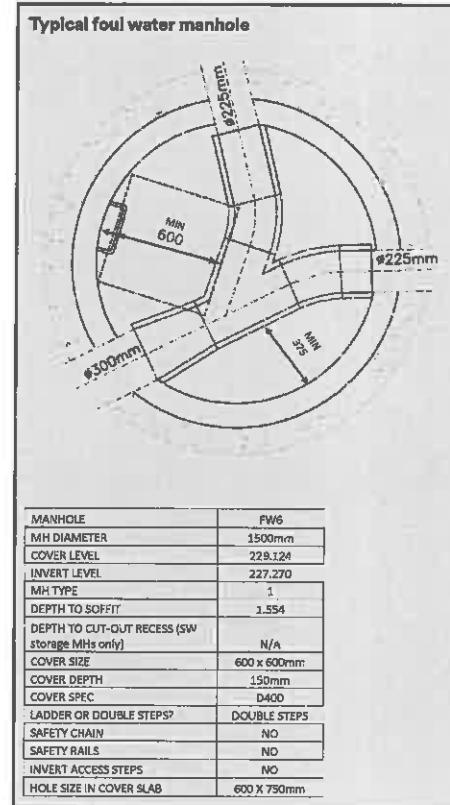 Typical foul water manhole
ø225mm
MIN
600
ø225mm
ø300mm
MIN
375
MANHOLE FW6
MH DIAMETER 1500mm
COVER LEVEL 229.124
INVERT LEVEL 227.270
MH TYPE 1
DEPTH TO SOFFIT 1.554
DEPTH TO CUT-OUT RECESS (SW
storage MHs only) N/A
COVER SIZE 600 x 600mm
COVER DEPTH 150mm
COVER SPEC D400
LADDER OR DOUBLE STEPS? DOUBLE STEPS
SAFETY CHAIN NO
SAFETY RAILS NO
INVERT ACCESS STEPS NO
HOLE SIZE IN COVER SLAB 600 X 750mm